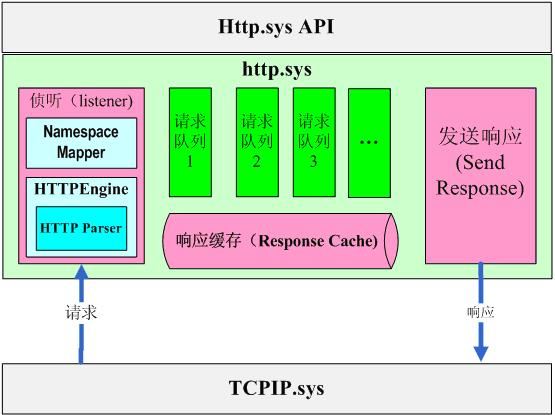 Http.sys API
http.sys
侦听（listener)
Namespace
Mapper
HTTPEngine
HTTP Parser
请求
队列
1
请求
队列
2
请求
队列
3
...
响应缓存（Response Cache)
发送响应
(Send
Response)
请求
响应
TCPIP.sys